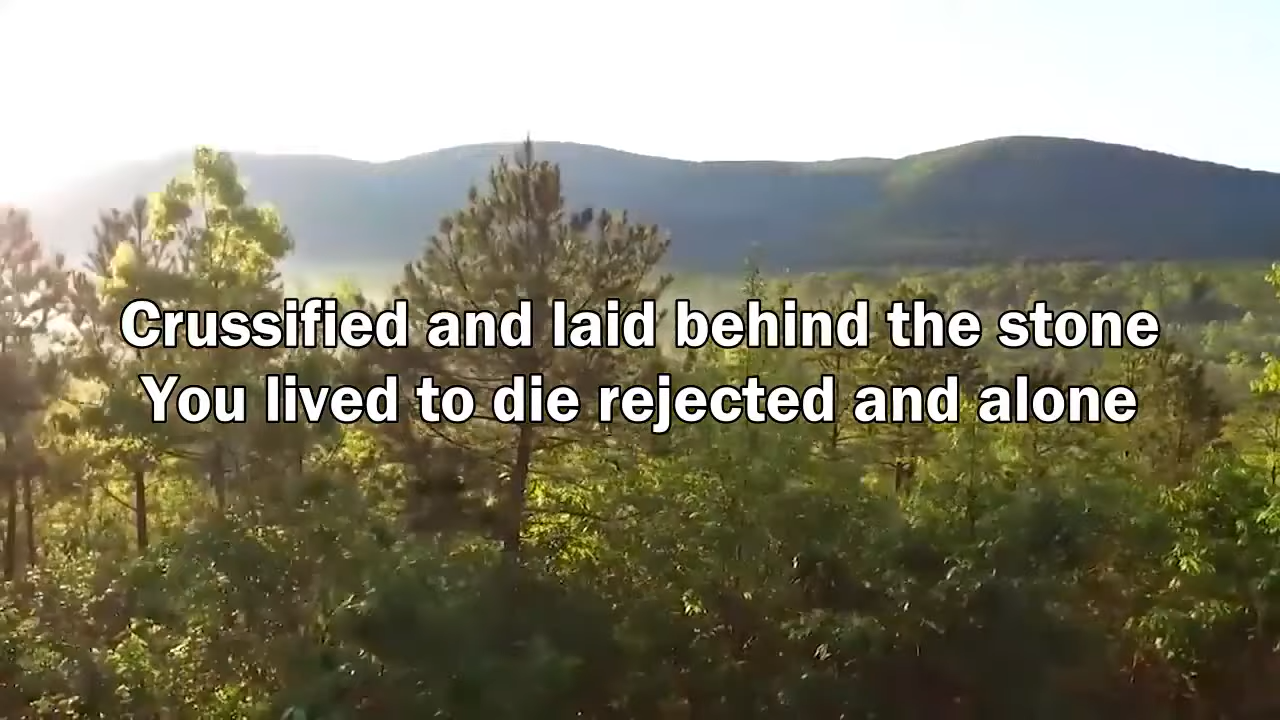 Crussified and laid behind the stone
You lived to die rejected and alone